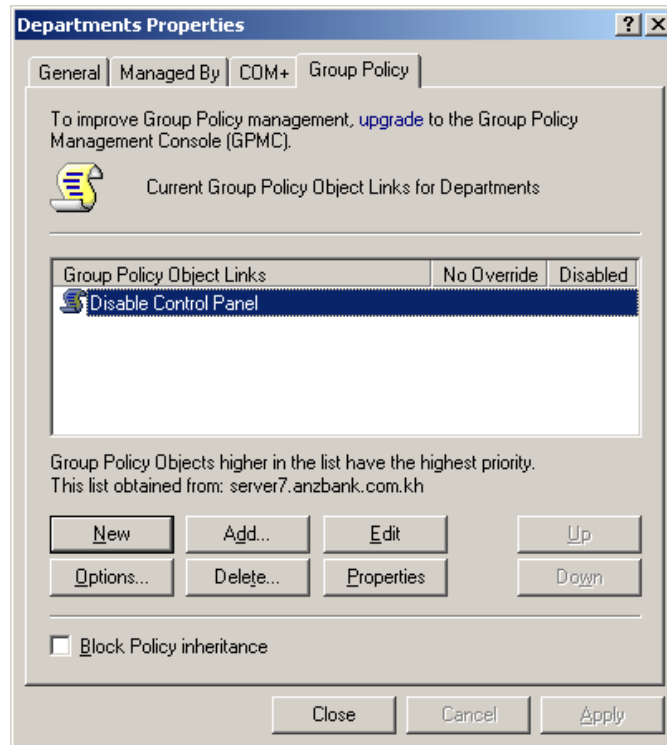 Departments Properties
General Managed By COM+ Group Policy
To improve Group Policy management, upgrade to the Group Policy
Management Console (GPMC).
Current Group Policy Object Links for Departments
Group Policy Object Links No Override Disabled
Disable Control Panel
Group Policy Objects higher in the list have the highest priority.
This list obtained from: server7.anzbank.com.kh
New Add... Edit Up
Options... Delete... Properties Down
Block Policy inheritance
Close Cancel Apply